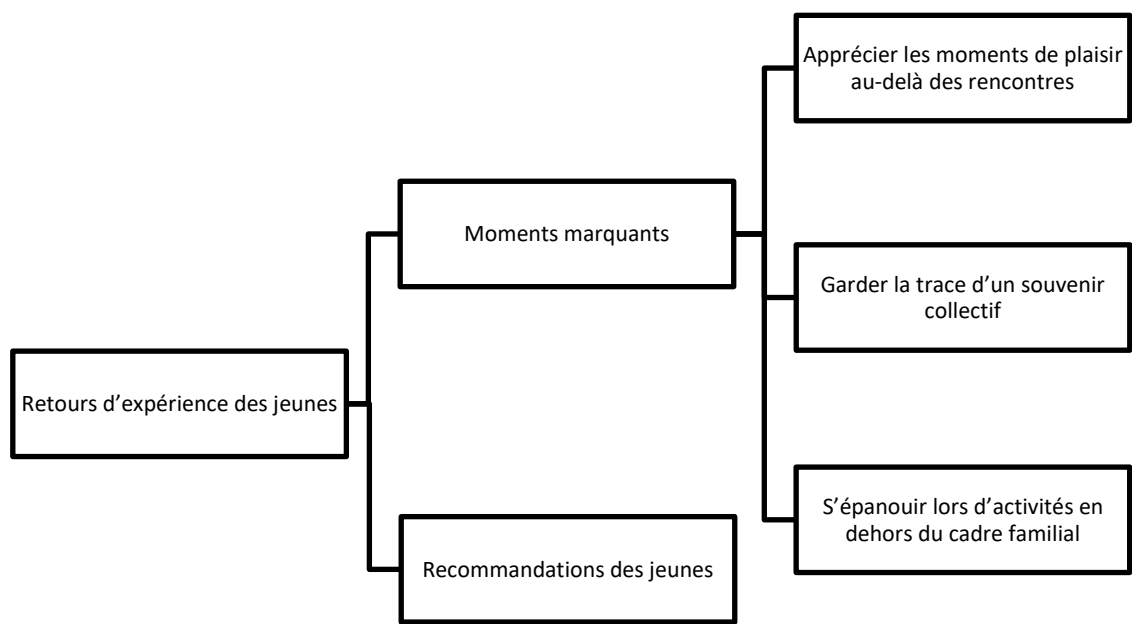 Apprécier les moments de plaisir
au-delà des rencontres
Moments marquants
Garder la trace d’un souvenir
collectif
Retours d’expérience des jeunes
S’épanouir lors d’activités en
dehors du cadre familial
Recommandations des jeunes